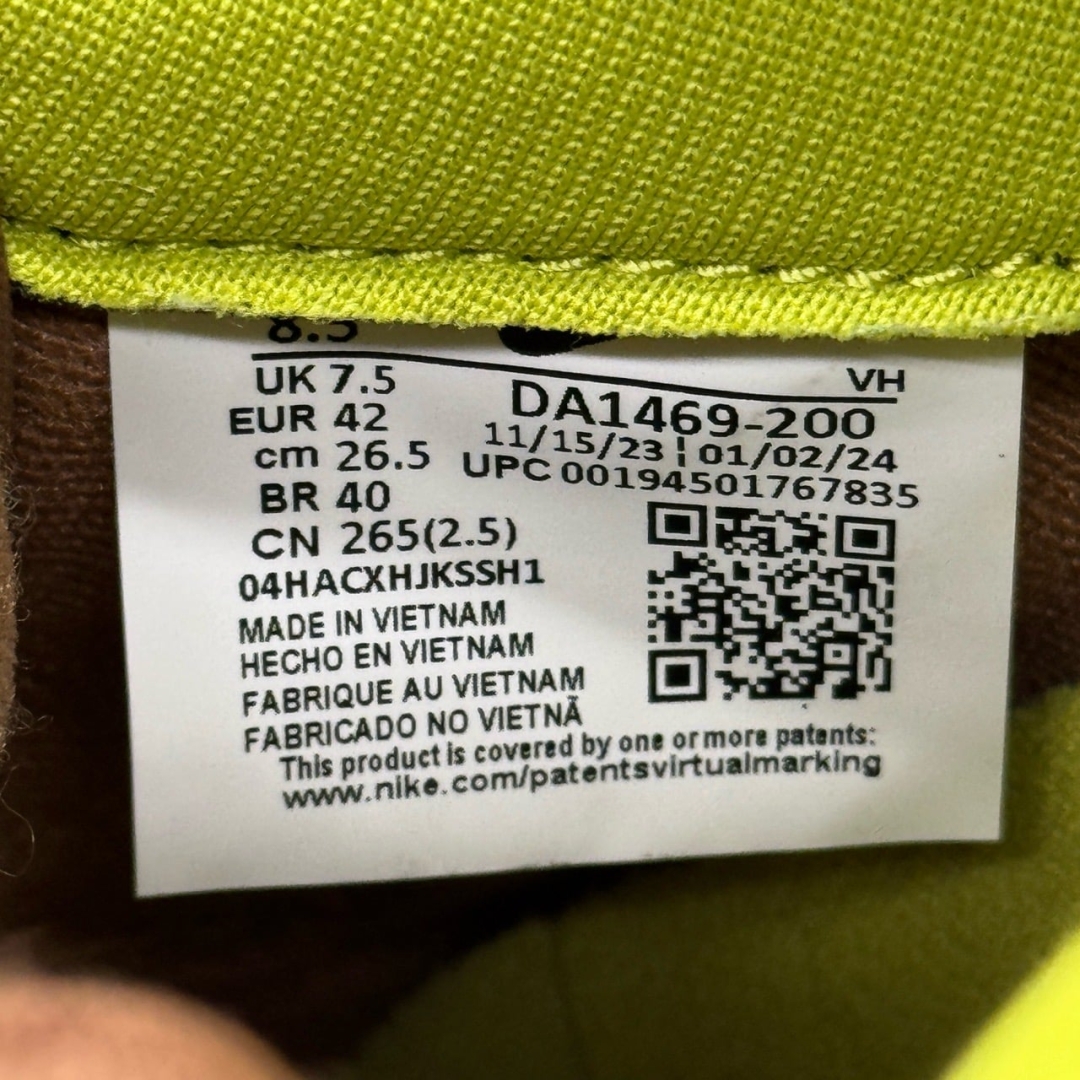 8.5
UK 7.5
EUR 42
cm 26.5
BR 40
CN 265(2.5)
VH
DA1469-200
11/15/23 ¦ 01/02/24
UPC 00194501767835
04HACXHJKSSH1
MADE IN VIETNAM
HECHO EN VIETNAM
FABRIQUE AU VIETNAM
FABRICADO NO VIETNÃ
This product is covered by one or more patents:
www.nike.com/patentsvirtualmarking